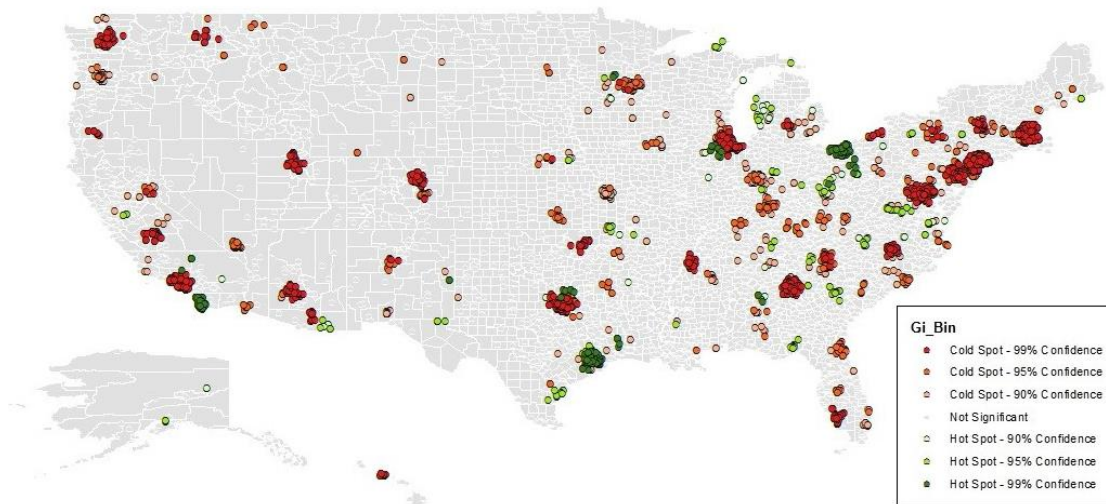 Gi_Bin
Cold Spot - 99% Confidence
Cold Spot - 95% Confidence
Cold Spot - 90% Confidence
Not Significant
Hot Spot - 90% Confidence
Hot Spot - 95% Confidence
Hot Spot - 99% Confidence